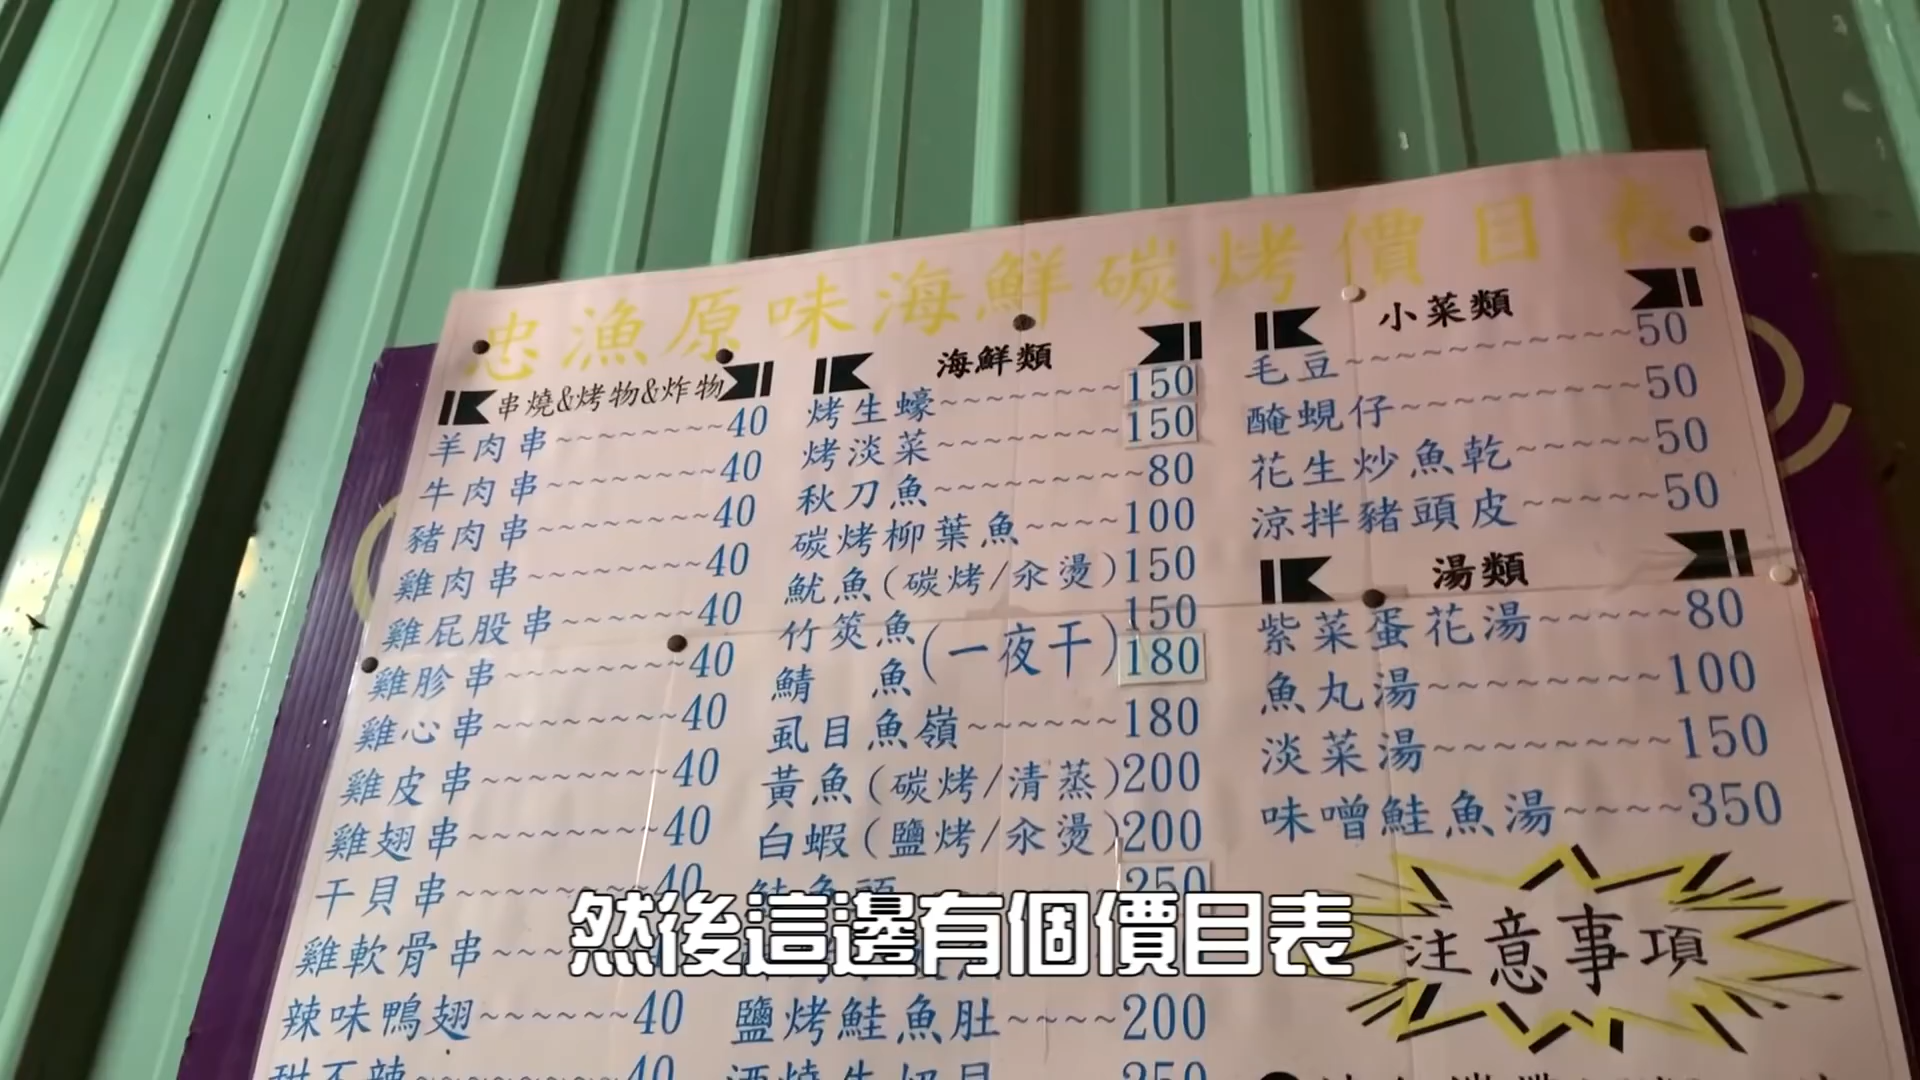 忠漁原味海鮮碳烤價目表
串燒&烤物&炸物
羊肉串~~~~~~~~40
牛肉串~~~~~~~~40
豬肉串~~~~~~~~40
雞肉串~~~~~~~~40
雞屁股串~~~~~~40
雞胗串~~~~~~~~40
雞心串~~~~~~~~40
雞皮串~~~~~~~~40
雞翅串~~~~~~~~40
干貝串~~~~~~~~40
雞軟骨串~~~
辣味鴨翅~~~~~~40
甜不辣~~~~~~~~40
海鮮類
烤生蠔~~~~~~~~150
烤淡菜~~~~~~~~150
秋刀魚~~~~~~~~80
碳烤柳葉魚~~~~100
魷魚(碳烤/汆燙)150
竹筴魚(一夜干)150
鯖 魚(一夜干)180
虱目魚嶺~~~~~~180
黃魚(碳烤/清蒸)200
白蝦(鹽烤/汆燙)200
鮭魚頭 250
鹽烤鮭魚肚~~~~200
250
小菜類
毛豆~~~~~~~~~~~~50
醃蜆仔~~~~~~~~~~50
花生炒魚乾~~~~~~50
涼拌豬頭皮~~~~~~50
湯類
紫菜蛋花湯~~~~~~80
魚丸湯~~~~~~~~~100
淡菜湯~~~~~~~~~150
味噌鮭魚湯~~~~~350
注意事項
然後這邊有個價目表